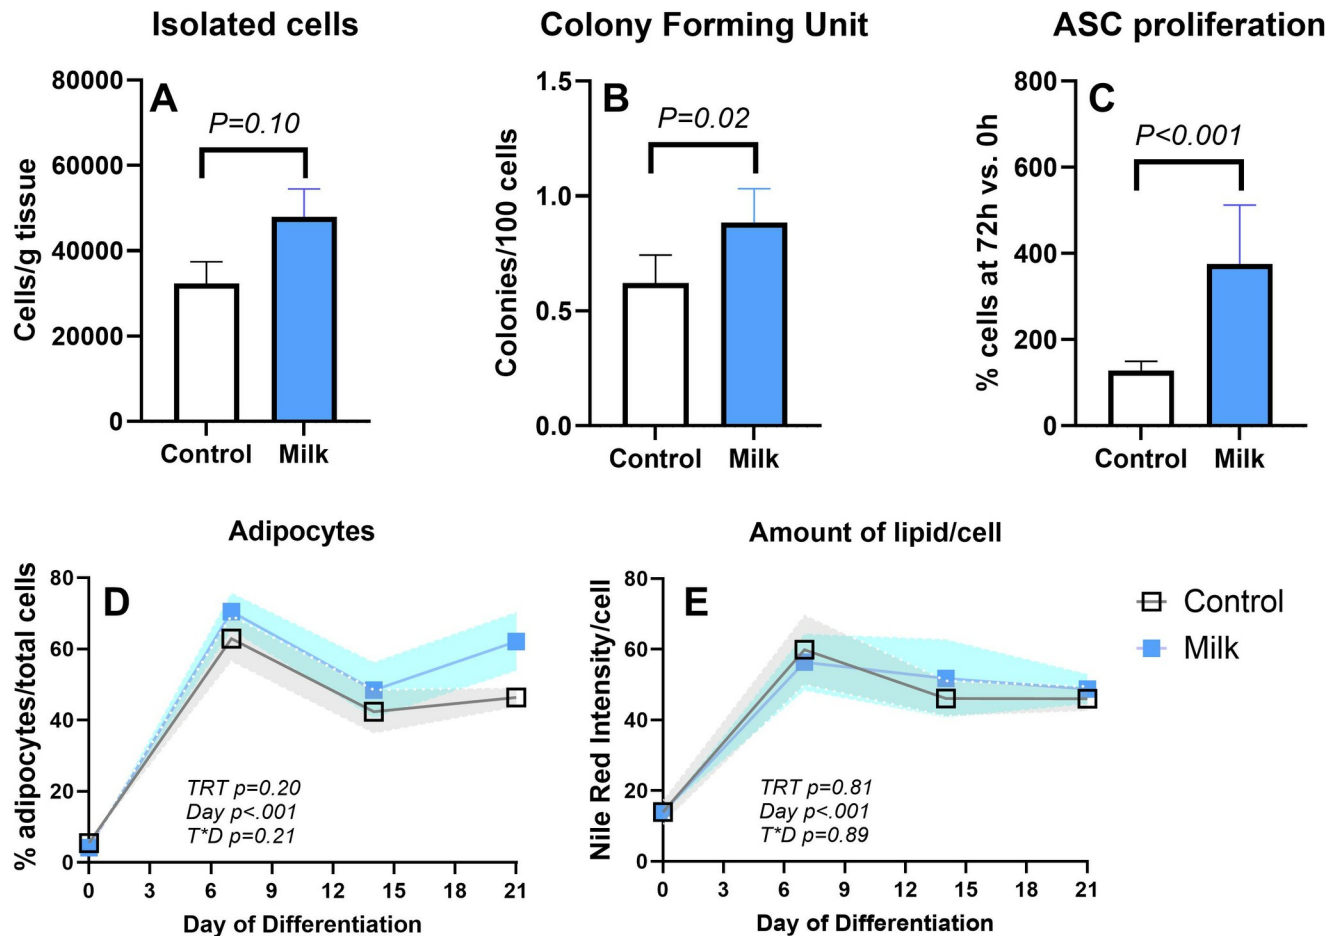 Isolated cells
A
P=0.10
Cells/g tissue
80000
60000
40000
20000
0
Control Milk
Colony Forming Unit
B
P=0.02
Colonies/100 cells
1.5
1.0
0.5
0.0
Control Milk
ASC proliferation
C
P<0.001
% cells at 72h vs. 0h
800
600
400
200
0
Control Milk
Adipocytes
D
% adipocytes/total cells
80
60
40
20
0
TRT p=0.20
Day p<.001
T*D p=0.21
0 3 6 9 12 15 18 21
Day of Differentiation
Amount of lipid/cell
E
Nile Red Intensity/cell
80
60
40
20
0
TRT p=0.81
Day p<.001
T*D p=0.89
0 3 6 9 12 15 18 21
Day of Differentiation
Control
Milk